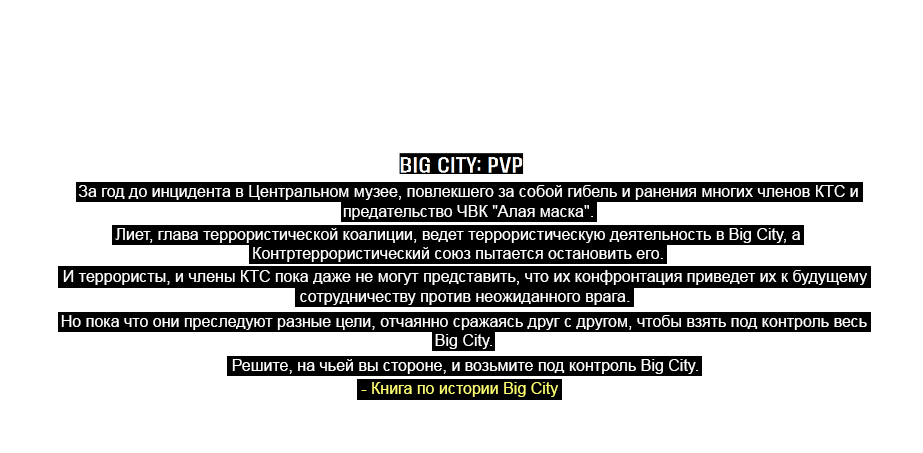 BIG CITY: PVP
За год до инцидента в Центральном музее, повлекшего за собой гибель и ранения многих членов КТС и
предательство ЧВК "Алая маска".
Лиет, глава террористической коалиции, ведет террористическую деятельность в Big City, а
Контртеррористический союз пытается остановить его.
И террористы, и члены КТС пока даже не могут представить, что их конфронтация приведет их к будущему
сотрудничеству против неожиданного врага.
Но пока что они преследуют разные цели, отчаянно сражаясь друг с другом, чтобы взять под контроль весь
Big City.
Решите, на чьей вы стороне, и возьмите под контроль Big City.
- Книга по истории Big City